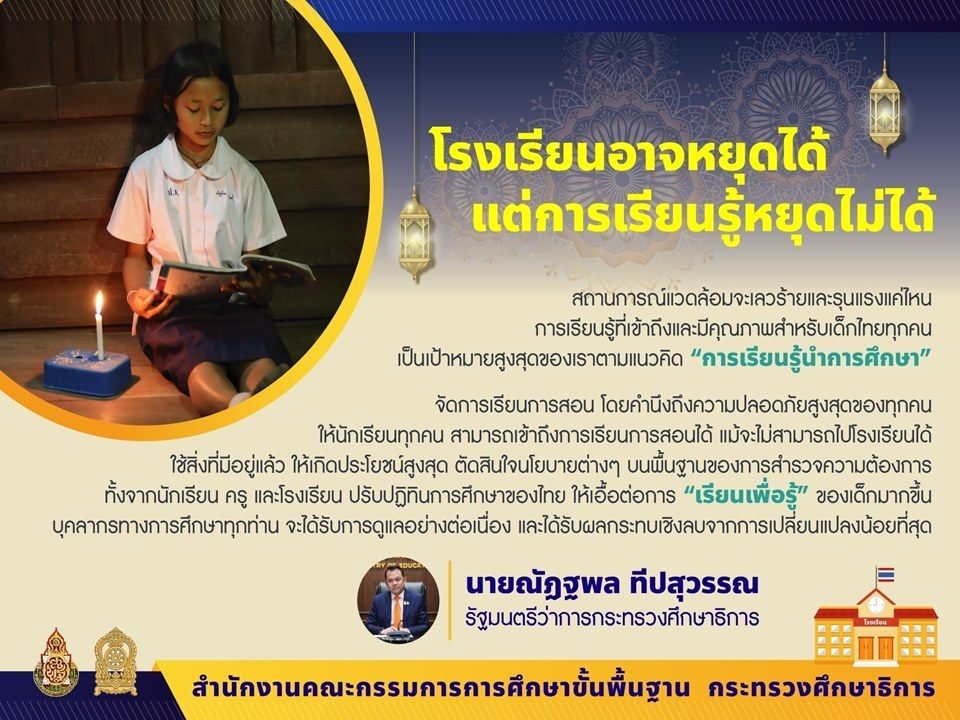 โรงเรียนอาจหยุดได้
แต่การเรียนรู้หยุดไม่ได้
สถานการณ์แวดล้อมจะเลวร้ายและรุนแรงแค่ไหน
การเรียนรู้ที่เข้าถึงและมีคุณภาพสำหรับเด็กไทยทุกคน
เป็นเป้าหมายสูงสุดของเราตามแนวคิด “การเรียนรู้นำการศึกษา”
จัดการเรียนการสอน โดยคำนึงถึงความปลอดภัยสูงสุดของทุกคน
ให้นักเรียนทุกคน สามารถเข้าถึงการเรียนการสอนได้ แม้จะไม่สามารถไปโรงเรียนได้
ใช้สิ่งที่มีอยู่แล้ว ให้เกิดประโยชน์สูงสุด ตัดสินใจนโยบายต่างๆ บนพื้นฐานของการสำรวจความต้องการ
ทั้งจากนักเรียน ครู และโรงเรียน ปรับปฏิทินการศึกษาของไทย ให้เอื้อต่อการ “เรียนเพื่อรู้” ของเด็กมากขึ้น
บุคลากรทางการศึกษาทุกท่าน จะได้รับการดูแลอย่างต่อเนื่อง และได้รับผลกระทบเชิงลบจากการเปลี่ยนแปลงน้อยที่สุด
นายณัฏฐพล ทีปสุวรรณ
รัฐมนตรีว่าการกระทรวงศึกษาธิการ
โรงเรียน
สำนักงานคณะกรรมการการศึกษาขั้นพื้นฐาน กระทรวงศึกษาธิการ